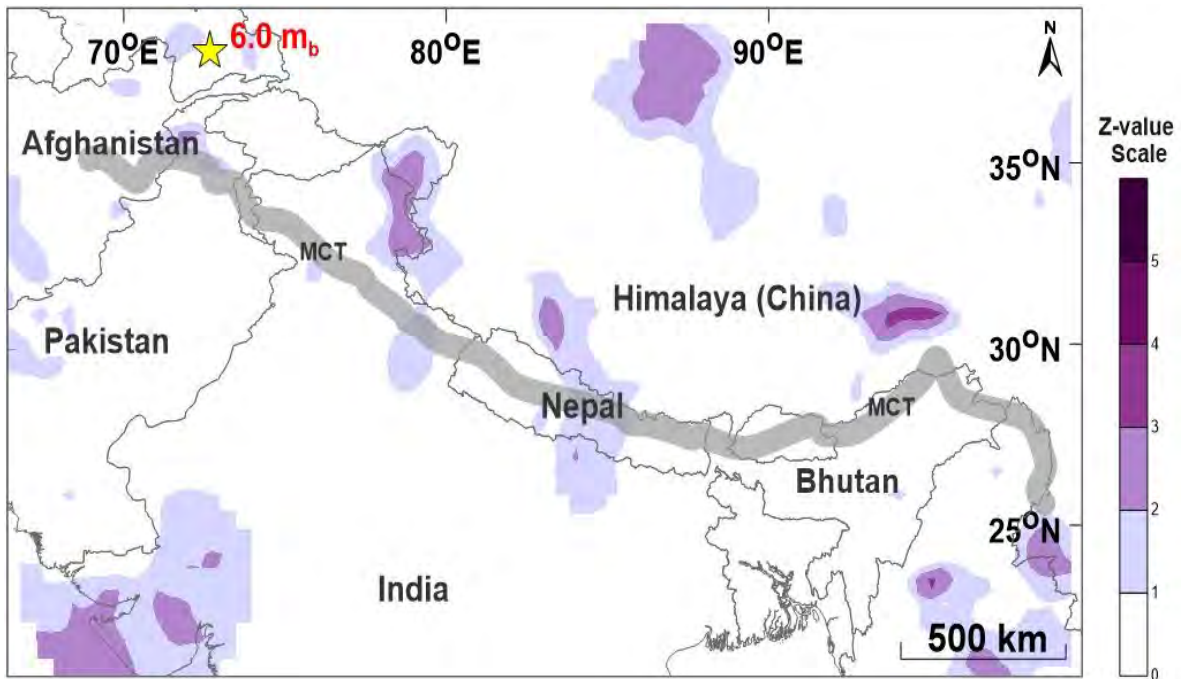 70°E
6.0 m_b
80°E
90°E
N
Afghanistan
35°N
Z-value
Scale
MCT
5
Himalaya (China)
Pakistan
30°N
4
Nepal
MCT
3
Bhutan
2
25°N
India
1
500 km
0